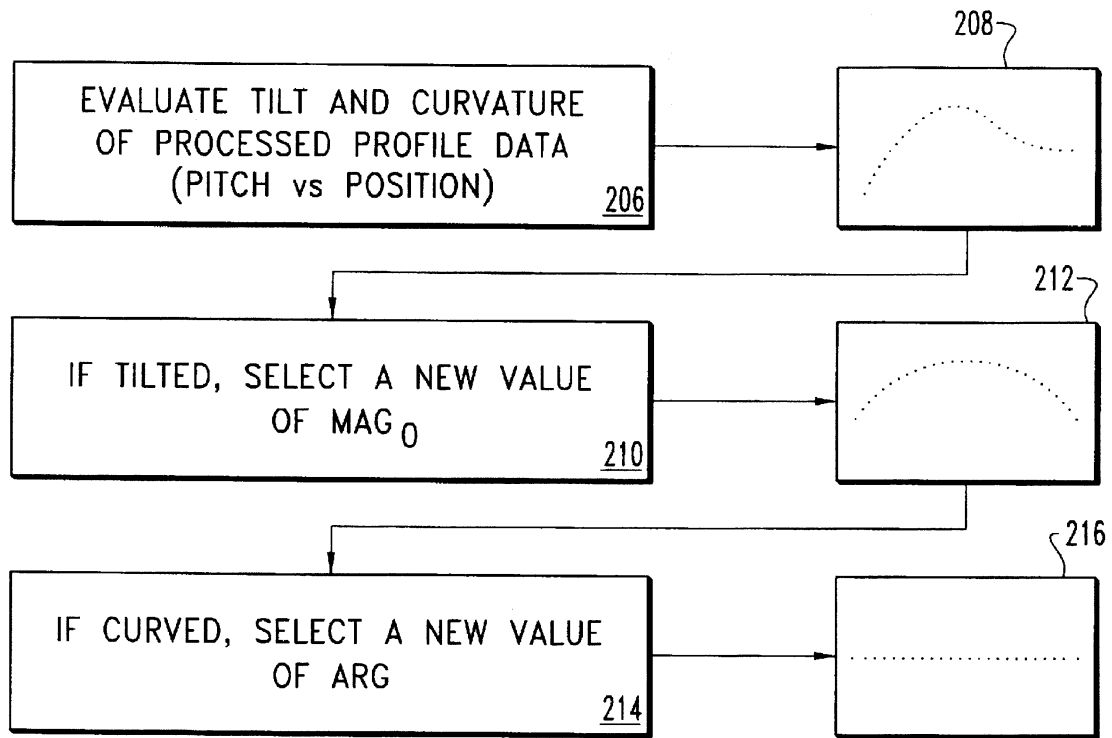 208
EVALUATE TILT AND CURVATURE
OF PROCESSED PROFILE DATA
(PITCH vs POSITION)
206
212
IF TILTED, SELECT A NEW VALUE
OF MAG0
210
216
IF CURVED, SELECT A NEW VALUE
OF ARG
214